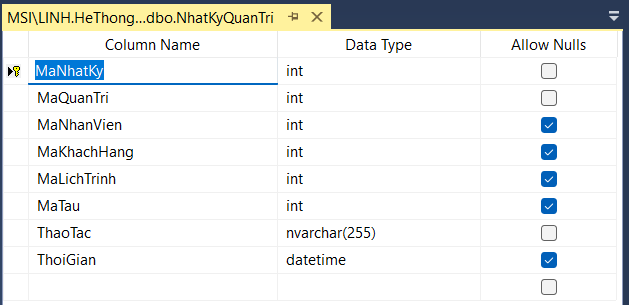 MSI\LINH.HeThong...dbo.NhatKyQuanTri
Column Name Data Type Allow Nulls
MaNhatKy int
MaQuanTri int
MaNhanVien int
MaKhachHang int
MaLichTrinh int
MaTau int
ThaoTac nvarchar(255)
ThoiGian datetime